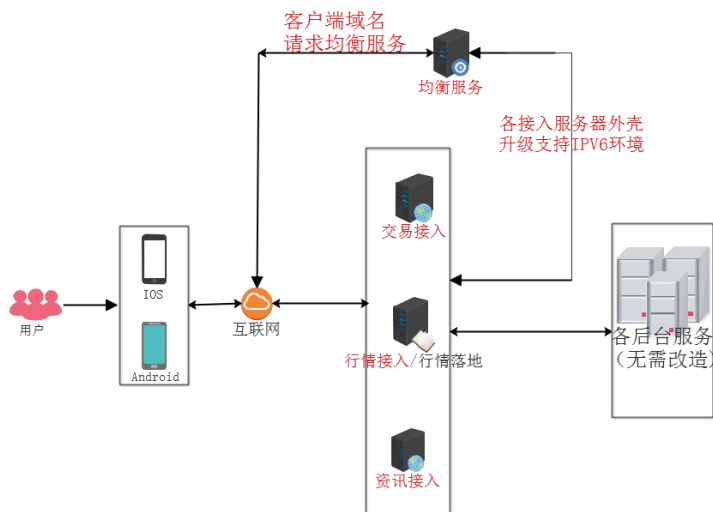 客户端域名
请求均衡服务
均衡服务
各接入服务器外壳
升级支持IPV6环境
交易接入
IOS
用户
互联网
Android
行情接入/行情落地
各后台服务
(无需改造)
资讯接入